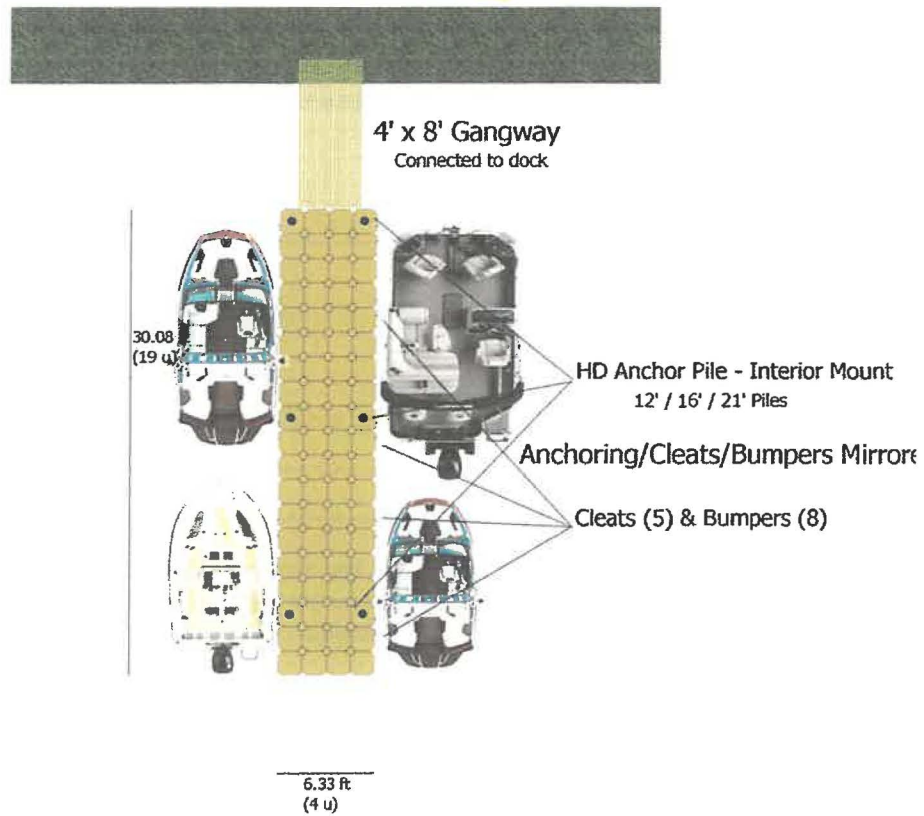 4' x 8' Gangway
Connected to dock
30.08
(19 u)
HD Anchor Pile - Interior Mount
12' / 16' / 21' Piles
Anchoring/Cleats/Bumpers Mirrore
Cleats (5) & Bumpers (8)
6.33 ft
(4 u)